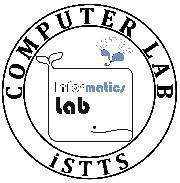 COMPUTER LAB
Informatics
Lab
iSTTS